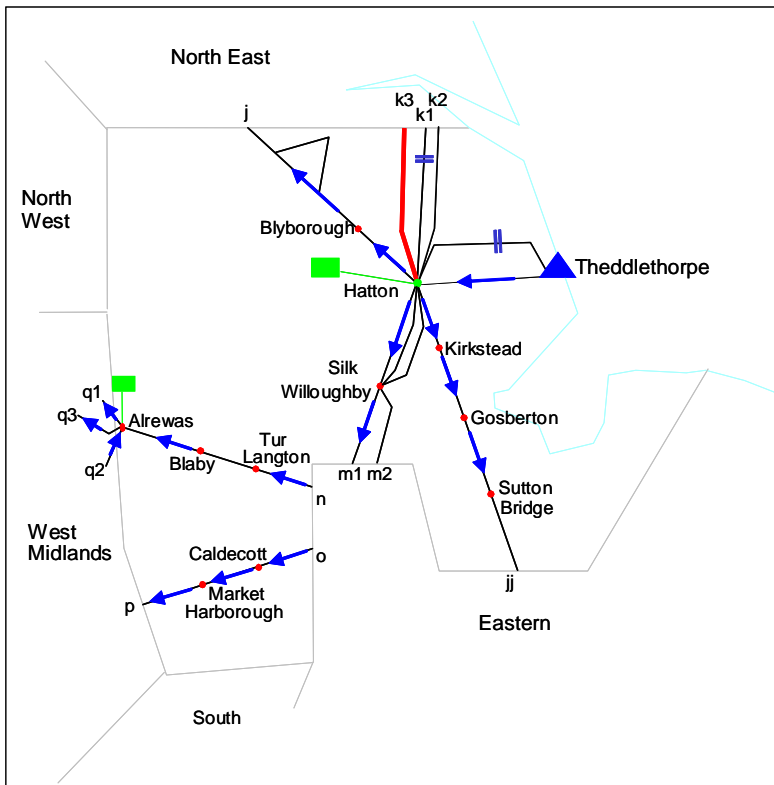 North East
k3
k2
j
k1
North
West
Blyborough
Theddlethorpe
Hatton
Kirkstead
Silk
Willoughby
q1
q3
Alrewas
Gosberton
Tur
Langton
Blaby
q2
m1
m2
Sutton
Bridge
n
West
Midlands
Caldecott
o
Market
Harborough
p
jj
Eastern
South